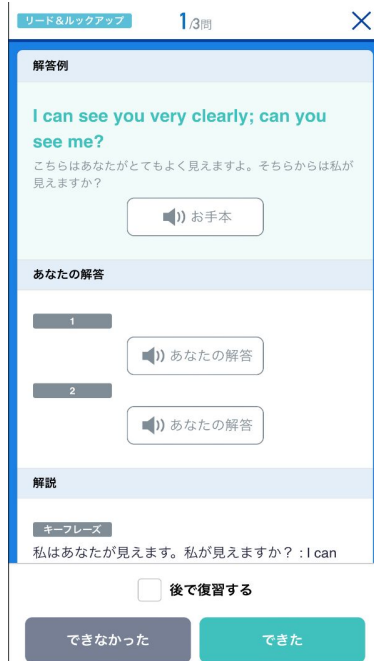 リード&ルックアップ
1/3問
解答例
I can see you very clearly; can you
see me?
こちらはあなたがとてもよく見えますよ。そちらからは私が
見えますか？
お手本
あなたの解答
1
あなたの解答
2
あなたの解答
解説
キーフレーズ
私はあなたが見えます。私が見えますか？ : I can
後で復習する
できなかった
できた